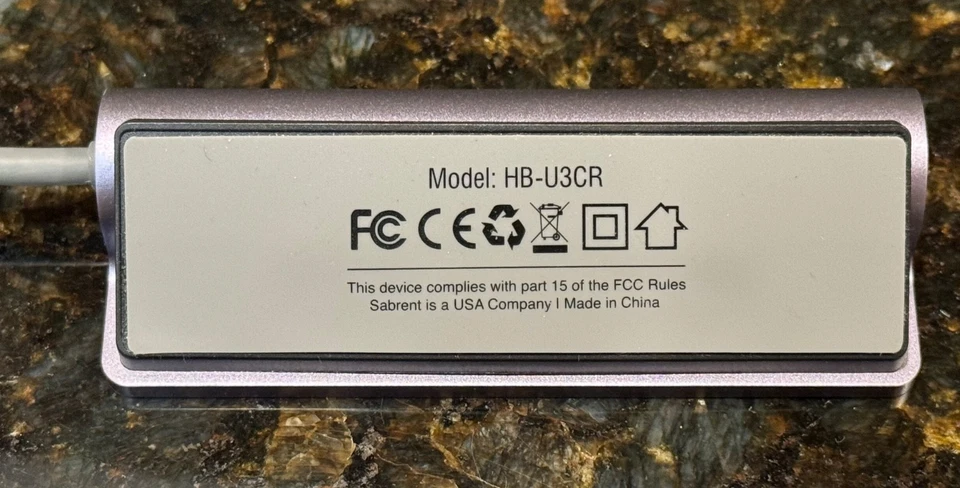 Model: HB-U3CR
FC CE
This device complies with part 15 of the FCC Rules
Sabrent is a USA Company | Made in China